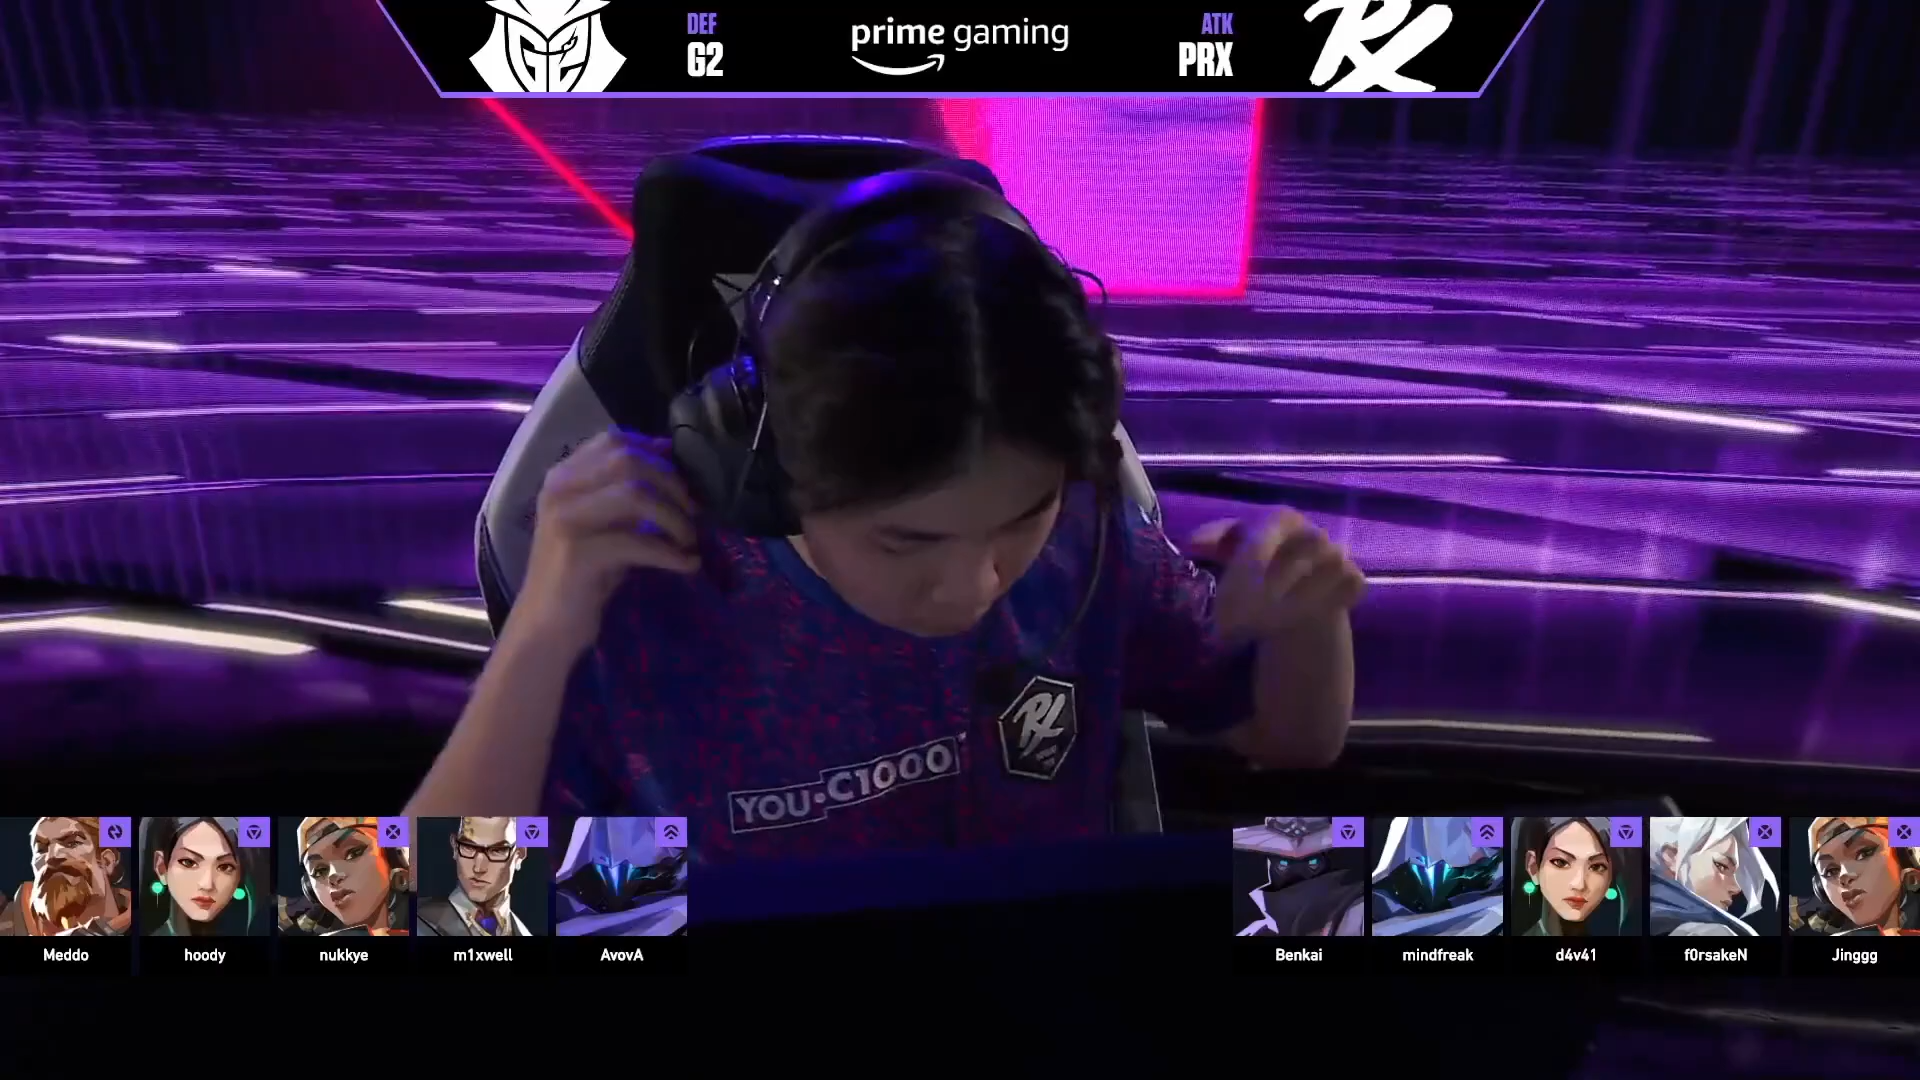 DEF
G2
prime gaming
ATK
PRX
YOU•C1000
Meddo
hoody
nukkye
m1xwell
AvovA
Benkai
mindfreak
d4v41
f0rsakeN
Jinggg